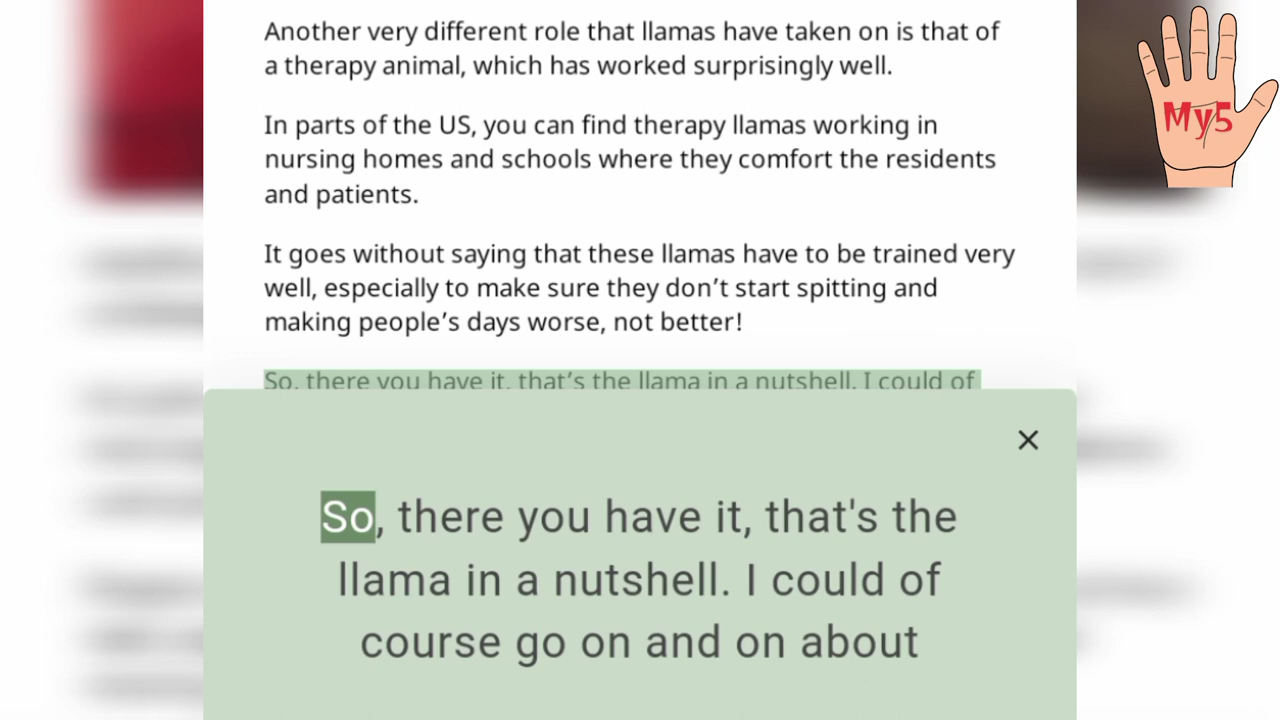 Another very different role that llamas have taken on is that of
a therapy animal, which has worked surprisingly well.
In parts of the US, you can find therapy llamas working in
nursing homes and schools where they comfort the residents
and patients.
It goes without saying that these llamas have to be trained very
well, especially to make sure they don’t start spitting and
making people’s days worse, not better!
So, there you have it, that’s the llama in a nutshell. I could of
So, there you have it, that's the
llama in a nutshell. I could of
course go on and on about
My5